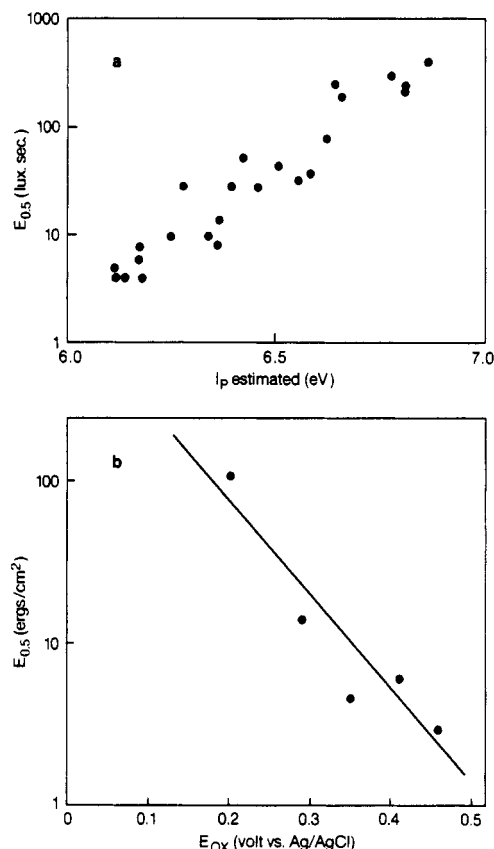 1000
a
100
E0.5 (lux. sec.)
10
1
6.0 6.5 7.0
IP estimated (eV)
b
100
E0.5 (ergs/cm²)
10
1
0 0.1 0.2 0.3 0.4 0.5
EOX (volt vs. Ag/AgCl)